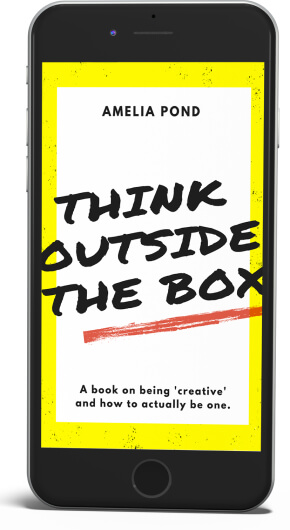 AMELIA POND
THINK
OUTSIDE
THE BOX
A book on being 'creative'
and how to actually be one.